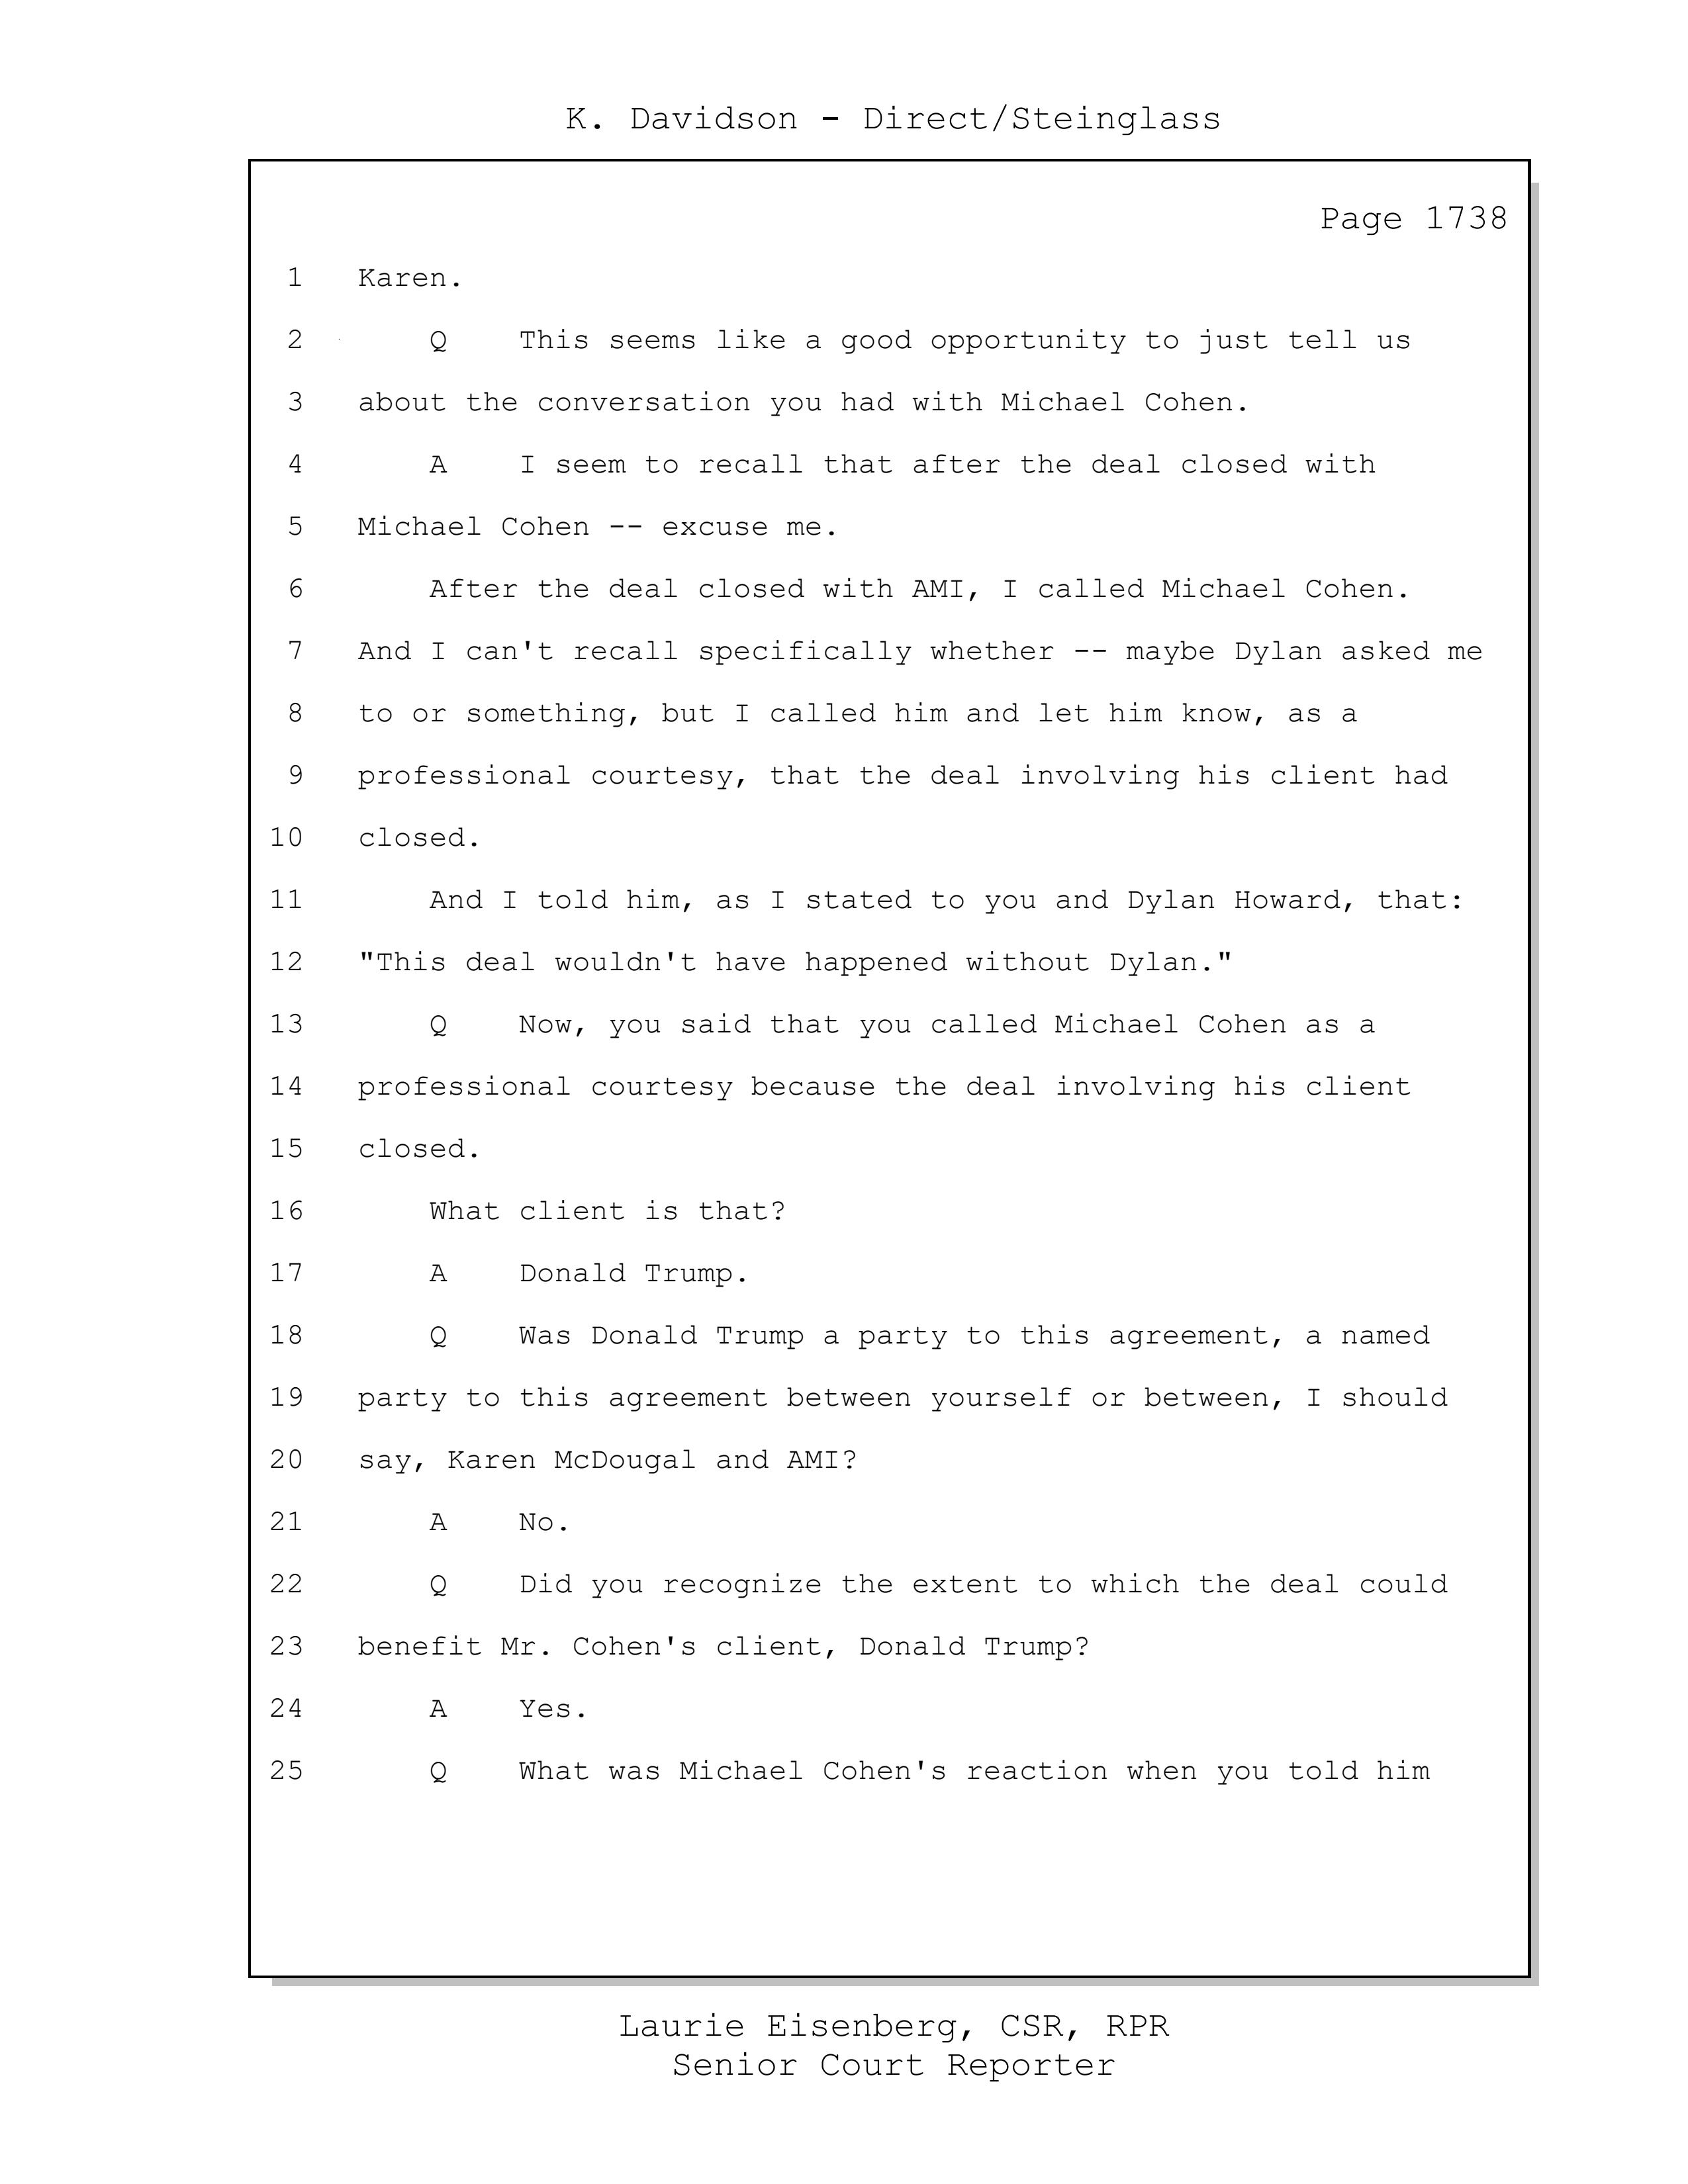 K. Davidson - Direct/Steinglass
Page 1738
1 Karen.
2 Q This seems like a good opportunity to just tell us
3 about the conversation you had with Michael Cohen.
4 A I seem to recall that after the deal closed with
5 Michael Cohen -- excuse me.
6 After the deal closed with AMI, I called Michael Cohen.
7 And I can't recall specifically whether -- maybe Dylan asked me
8 to or something, but I called him and let him know, as a
9 professional courtesy, that the deal involving his client had
10 closed.
11 And I told him, as I stated to you and Dylan Howard, that:
12 "This deal wouldn't have happened without Dylan."
13 Q Now, you said that you called Michael Cohen as a
14 professional courtesy because the deal involving his client
15 closed.
16 What client is that?
17 A Donald Trump.
18 Q Was Donald Trump a party to this agreement, a named
19 party to this agreement between yourself or between, I should
20 say, Karen McDougal and AMI?
21 A No.
22 Q Did you recognize the extent to which the deal could
23 benefit Mr. Cohen's client, Donald Trump?
24 A Yes.
25 Q What was Michael Cohen's reaction when you told him
Laurie Eisenberg, CSR, RPR
Senior Court Reporter